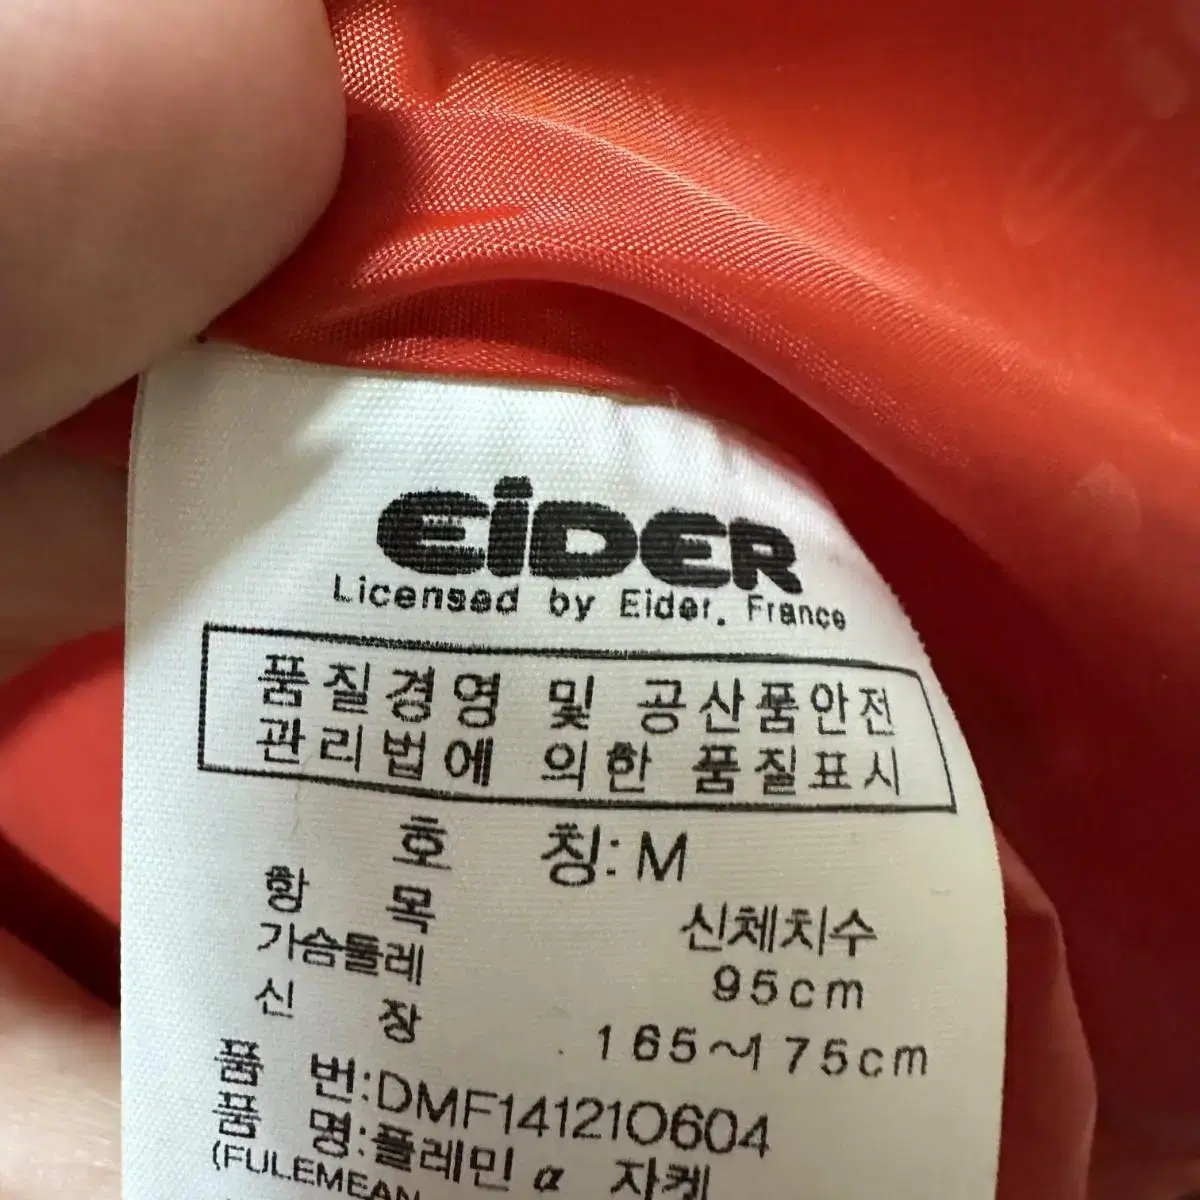 EiDER
Licensed by Eider. France
품질경영 및 공산품안전
관리법에 의한 품질표시
호 칭: M
항 목 신체치수
가슴둘레 95cm
신 장 165~175cm
품 번:DMF14121O604
품 명:플레민 α 자켓
(FULEMEAN